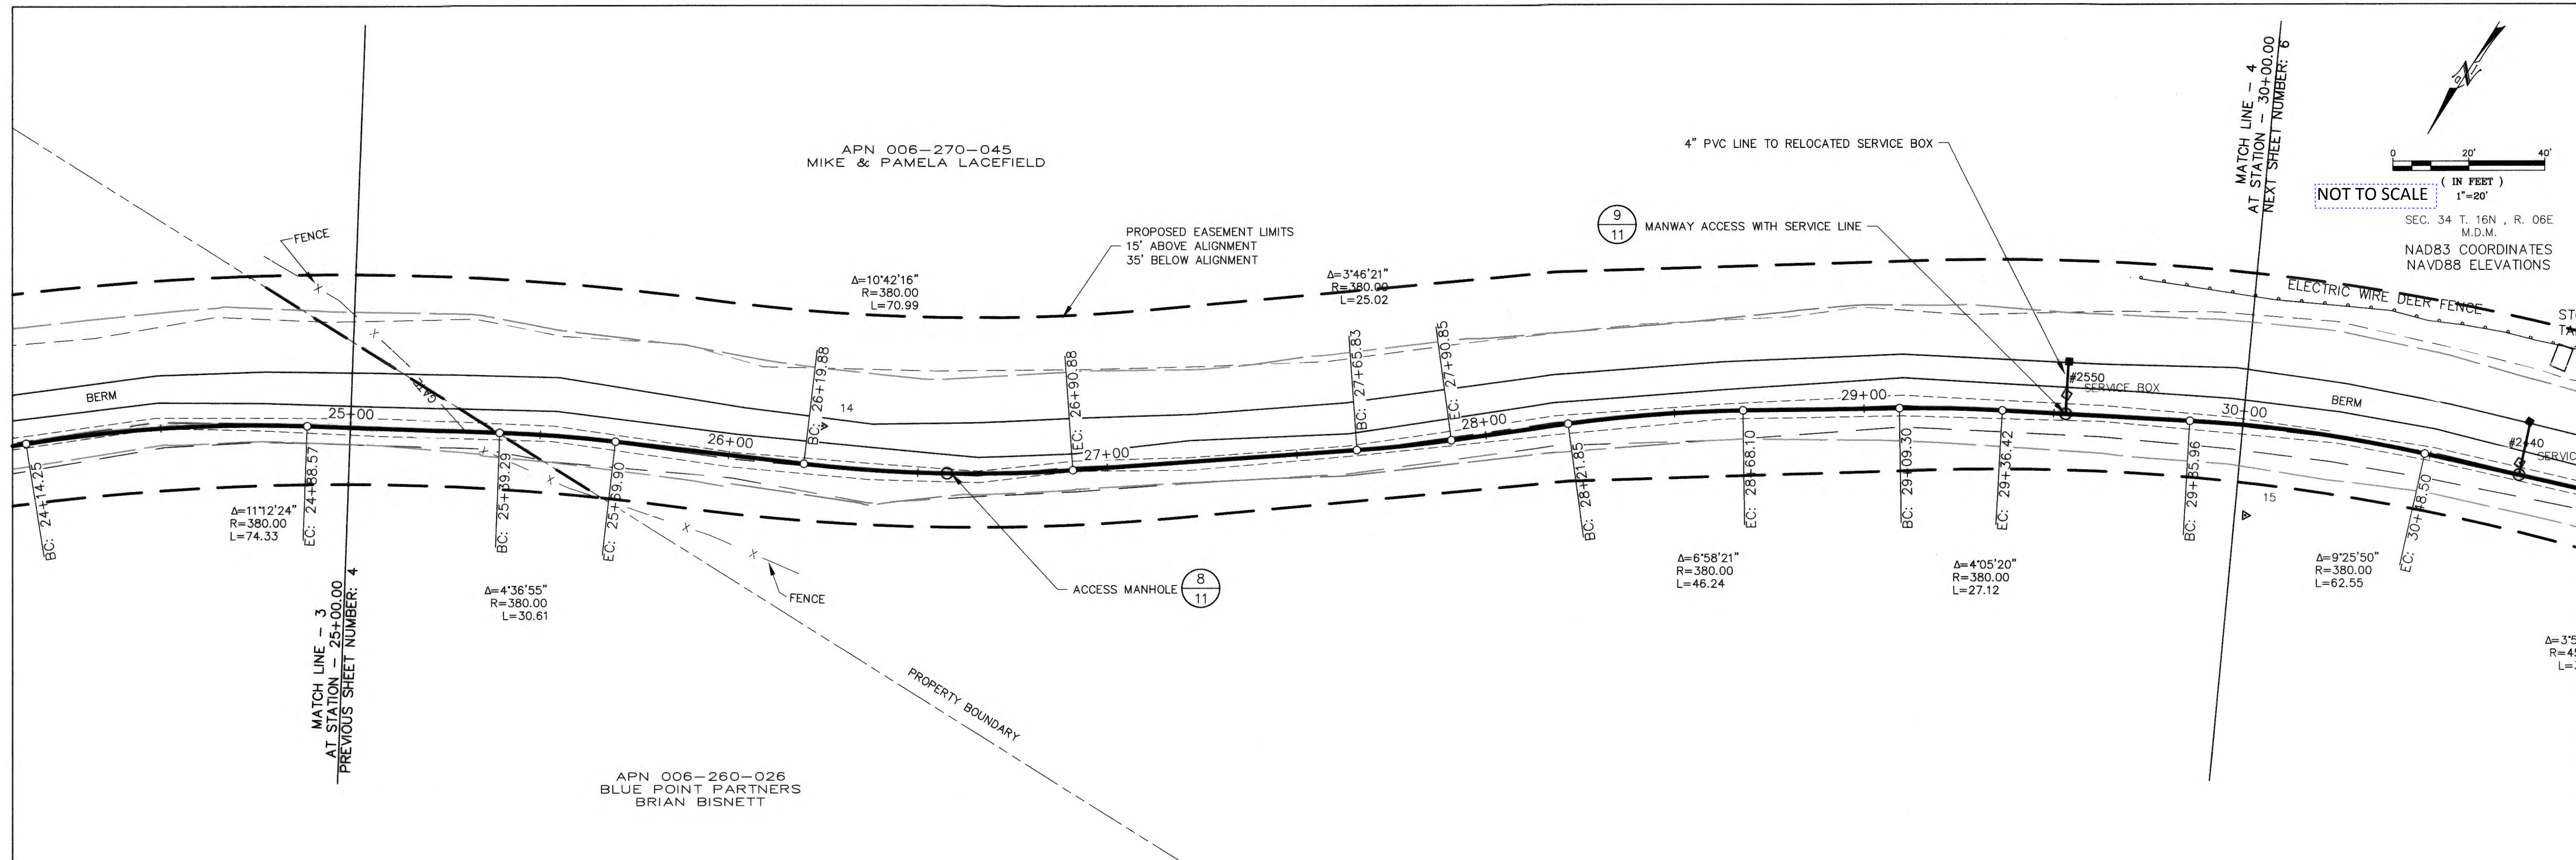 APN 006-270-045
MIKE & PAMELA LACEFIELD
4" PVC LINE TO RELOCATED SERVICE BOX
MATCH LINE - 4
AT STATION - 30+00.00
NEXT SHEET NUMBER: 6
N
0 20' 40'
( IN FEET )
1"=20'
NOT TO SCALE
SEC. 34 T. 16N , R. 06E
M.D.M.
NAD83 COORDINATES
NAVD88 ELEVATIONS
9
11
MANWAY ACCESS WITH SERVICE LINE
FENCE
PROPOSED EASEMENT LIMITS
15' ABOVE ALIGNMENT
35' BELOW ALIGNMENT
Δ=10°42'16"
R=380.00
L=70.99
Δ=3°46'21"
R=380.00
L=25.02
ELECTRIC WIRE DEER FENCE
BERM
GATE
14
#2550
SERVICE BOX
BERM
#2440
25+00
26+00
27+00
28+00
29+00
30+00
BC: 24+14.25
EC: 24+88.57
BC: 25+39.29
EC: 25+69.90
BC: 26+19.88
EC: 26+90.88
BC: 27+65.83
EC: 27+90.85
BC: 28+21.85
EC: 28+68.10
BC: 29+09.30
EC: 29+36.42
BC: 29+85.96
EC: 30+48.50
15
Δ=11°12'24"
R=380.00
L=74.33
Δ=4°36'55"
R=380.00
L=30.61
Δ=6°58'21"
R=380.00
L=46.24
Δ=4°05'20"
R=380.00
L=27.12
Δ=9°25'50"
R=380.00
L=62.55
MATCH LINE - 3
AT STATION - 25+00.00
PREVIOUS SHEET NUMBER: 4
ACCESS MANHOLE
8
11
FENCE
PROPERTY BOUNDARY
APN 006-260-026
BLUE POINT PARTNERS
BRIAN BISNETT